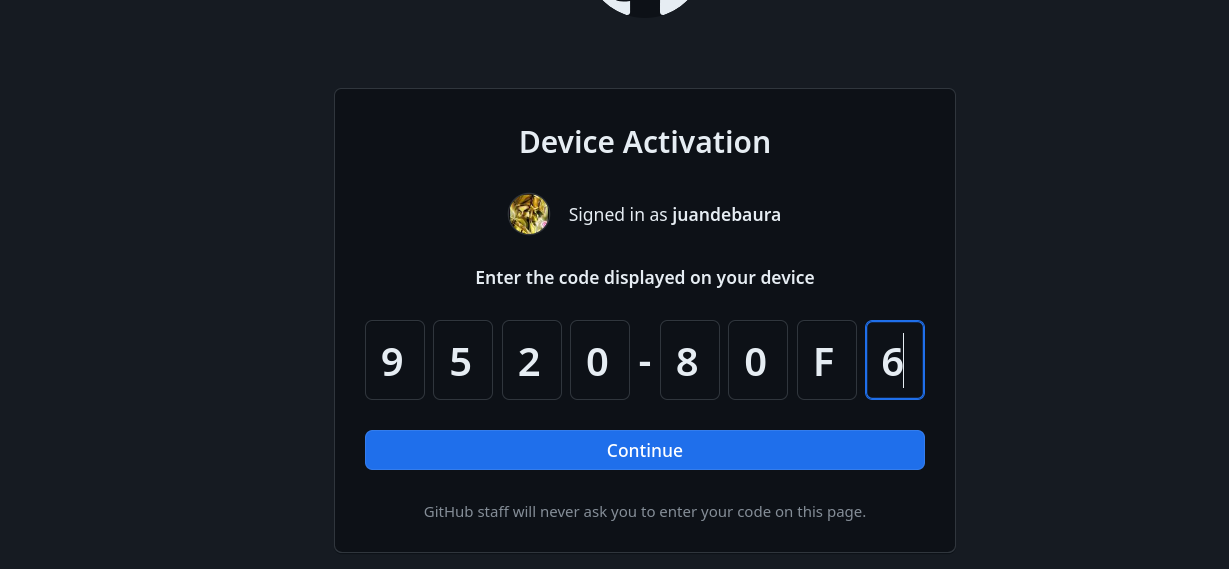 Device Activation
Signed in as juandebaura
Enter the code displayed on your device
9 5 2 0 - 8 0 F 6
Continue
GitHub staff will never ask you to enter your code on this page.